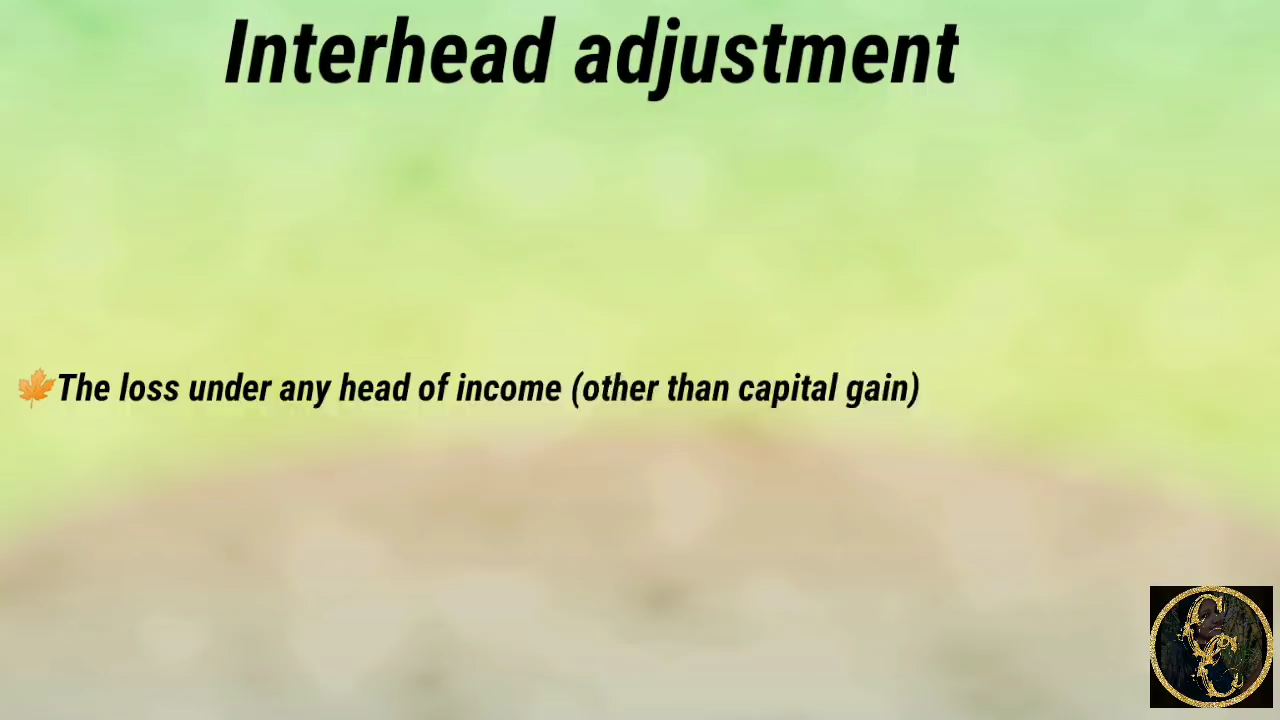 Interhead adjustment
🍁The loss under any head of income (other than capital gain)